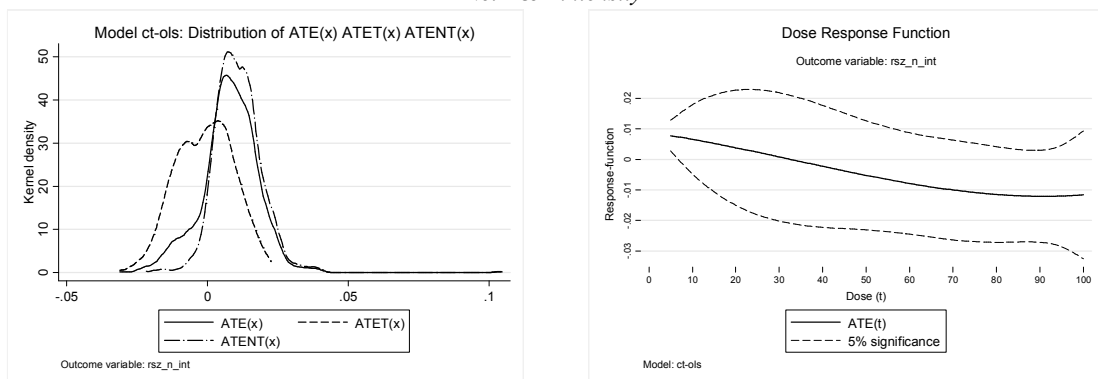 Model ct-ols: Distribution of ATE(x) ATET(x) ATENT(x)
Kernel density
50
40
30
20
10
0
-.05
0
.05
.1
ATE(x)
ATET(x)
ATENT(x)
Outcome variable: rsz_n_int
Dose Response Function
Outcome variable: rsz_n_int
Response-function
.02
.01
0
-.01
-.02
-.03
0
10
20
30
40
50
60
70
80
90
100
Dose (t)
ATE(t)
5% significance
Model: ct-ols